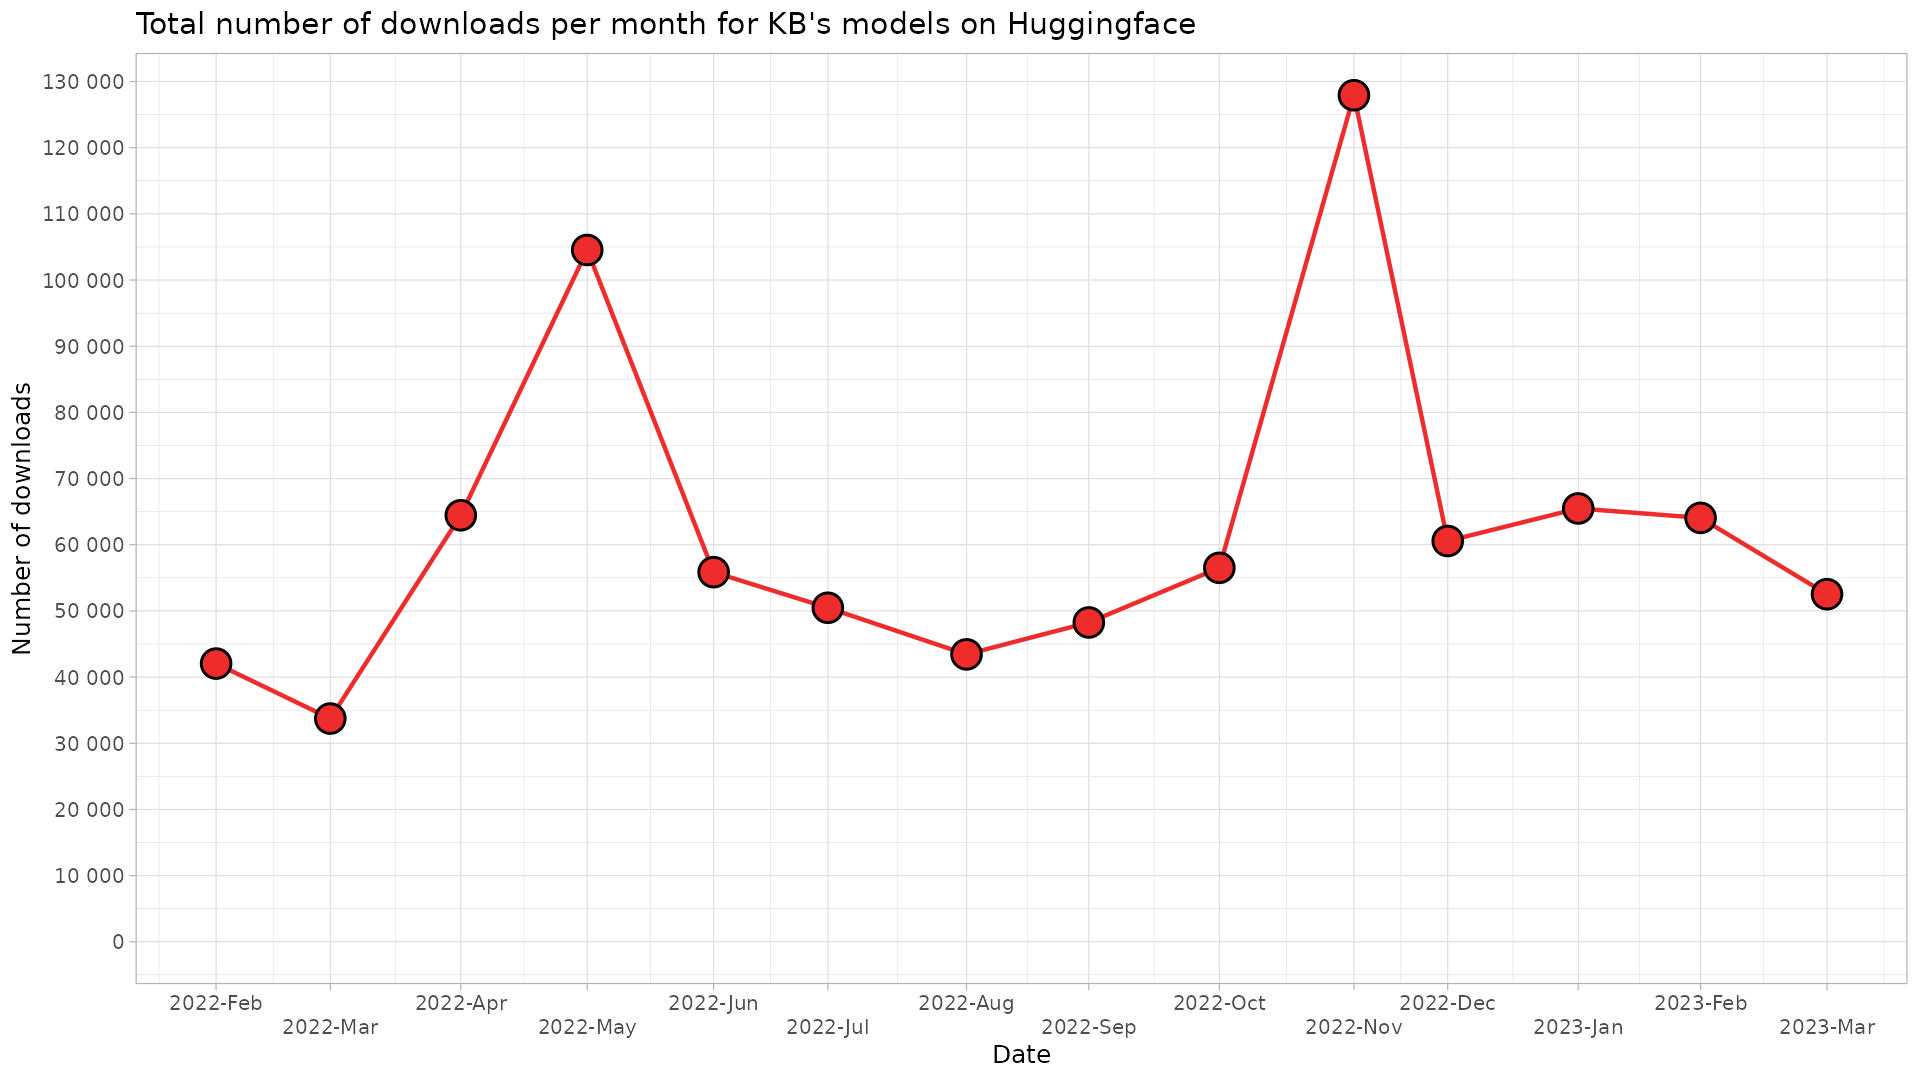 Total number of downloads per month for KB's models on Huggingface
Number of downloads
130 000
120 000
110 000
100 000
90 000
80 000
70 000
60 000
50 000
40 000
30 000
20 000
10 000
0
2022-Feb
2022-Mar
2022-Apr
2022-May
2022-Jun
2022-Jul
2022-Aug
2022-Sep
2022-Oct
2022-Nov
2022-Dec
2023-Jan
2023-Feb
2023-Mar
Date